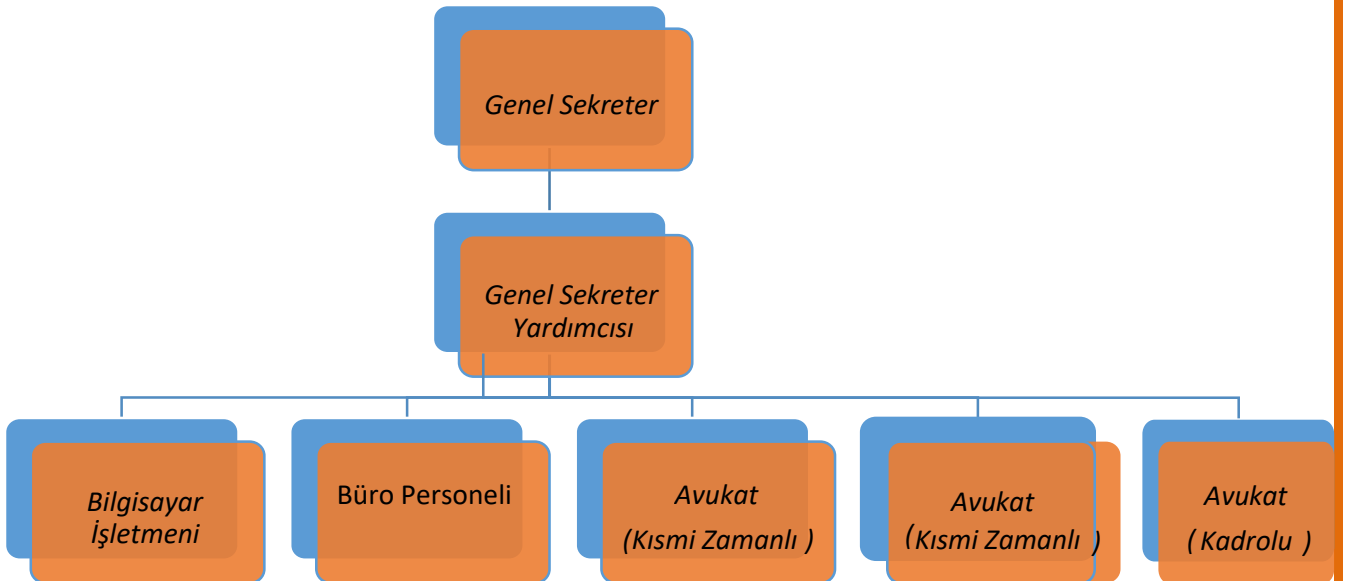 Genel Sekreter
Genel Sekreter
Yardımcısı
Bilgisayar
İşletmeni
Büro Personeli
Avukat
(Kısmi Zamanlı )
Avukat
(Kısmi Zamanlı )
Avukat
( Kadrolu )